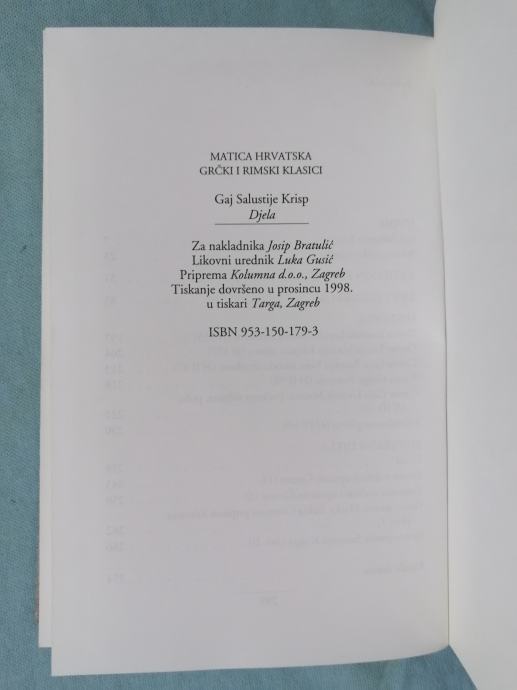 MATICA HRVATSKA
GRČKI I RIMSKI KLASICI
Gaj Salustije Krisp
Djela
Za nakladnika Josip Bratulić
Likovni urednik Luka Gusić
Priprema Kolumna d.o.o., Zagreb
Tiskanje dovršeno u prosincu 1998.
u tiskari Targa, Zagreb
ISBN 953-150-179-3